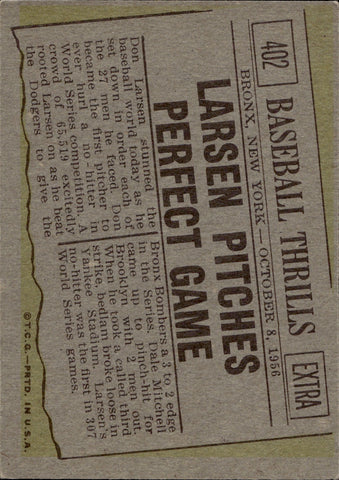 402
BASEBALL THRILLS
EXTRA
BRONX, NEW YORK — OCTOBER 8, 1956
LARSEN PITCHES
PERFECT GAME
Don Larsen stunned the
baseball world today as he
set down in order each of
the 27 men he faced. Don
became the first pitcher to
ever hurl a no-hitter in
World Series competition. A
crowd of 65,519 excitedly
rooted Larsen on as he beat
the Dodgers to give the
Bronx Bombers a 3 to 2 edge
in the Series. Dale Mitchell
came up to pinch-hit for
Brooklyn with 2 men out.
When he took a called third
strike, bedlam broke loose in
Yankee Stadium. Larsen's
no-hitter was the first in 307
World Series games.
© T.C.G.—PRTD. IN U.S.A.